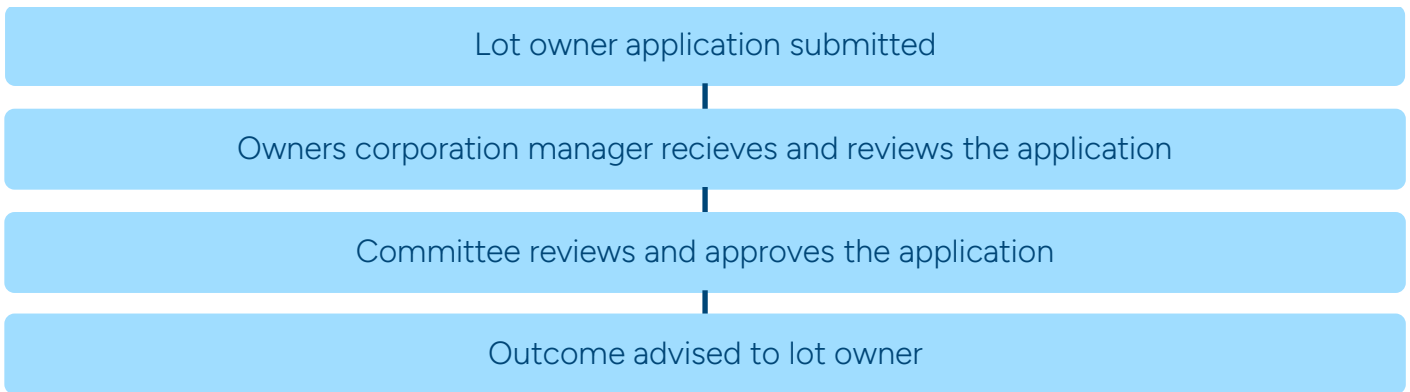 Lot owner application submitted
Owners corporation manager recieves and reviews the application
Committee reviews and approves the application
Outcome advised to lot owner